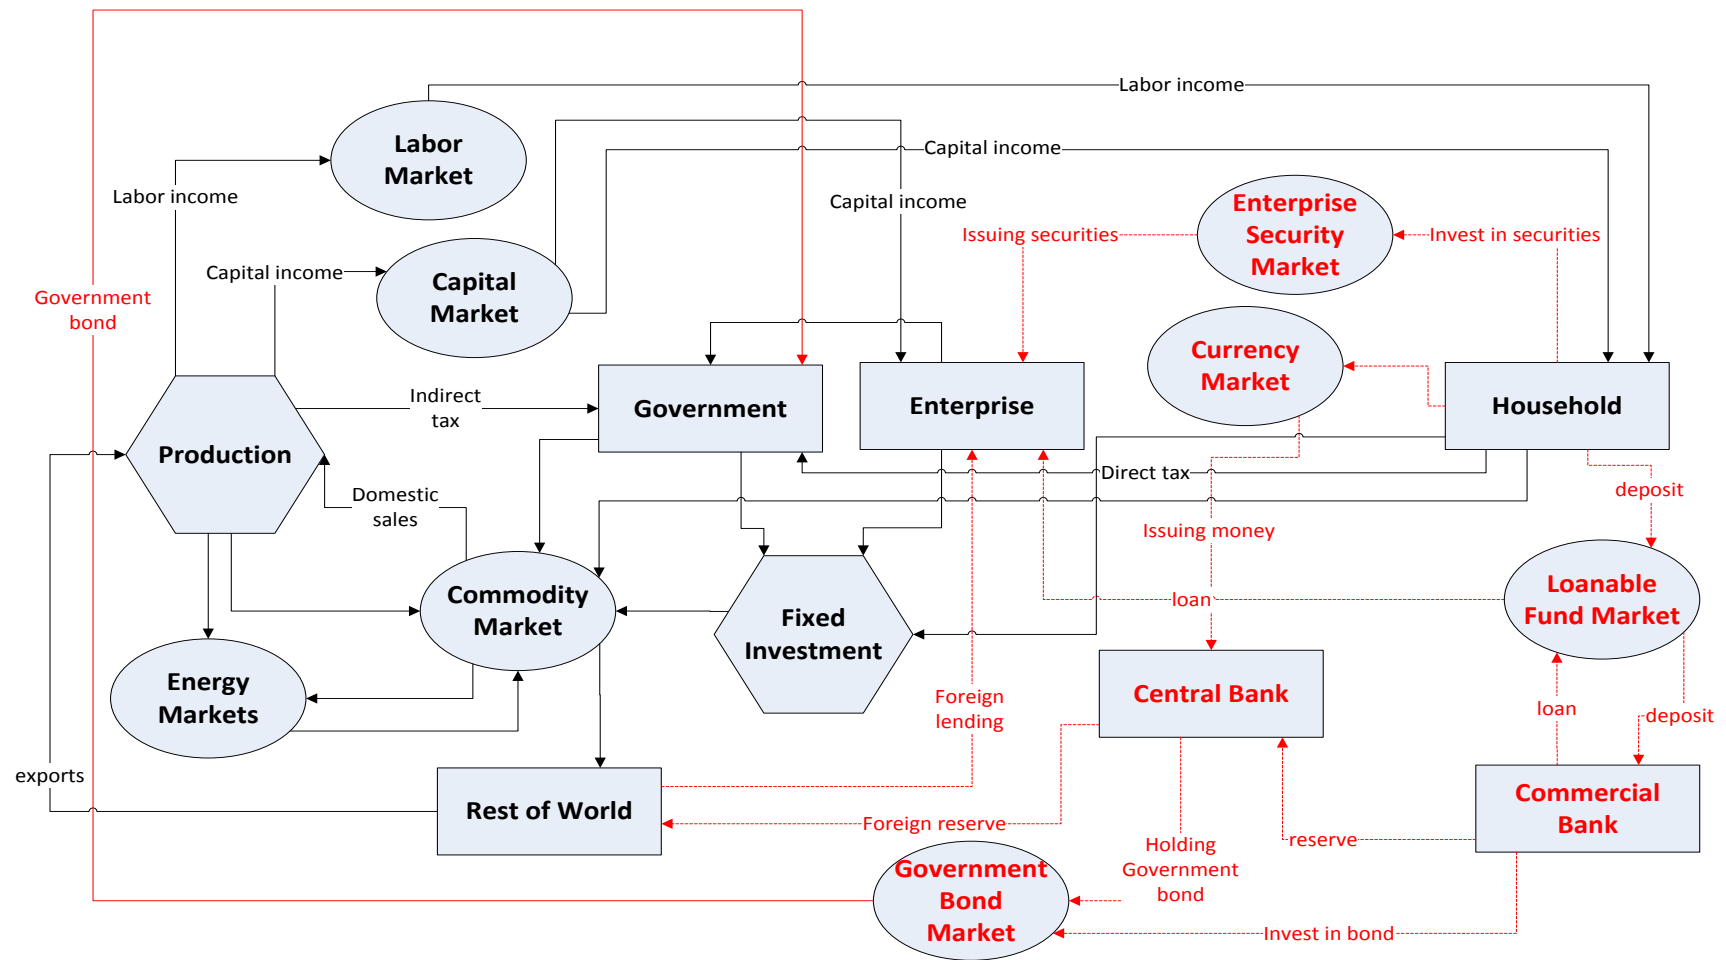 Labor income
Labor
Market
Labor income
Capital income
Capital income
Capital
Market
Capital income
Enterprise
Security
Market
Issuing securities
Invest in securities
Government
bond
Currency
Market
Indirect
tax
Government
Enterprise
Household
Production
Direct tax
Domestic
sales
deposit
Issuing money
Commodity
Market
Fixed
Investment
loan
Loanable
Fund Market
Energy
Markets
Foreign
lending
Central Bank
loan
deposit
exports
Rest of World
Foreign reserve
Commercial
Bank
reserve
Holding
Government
bond
Government
Bond
Market
Invest in bond